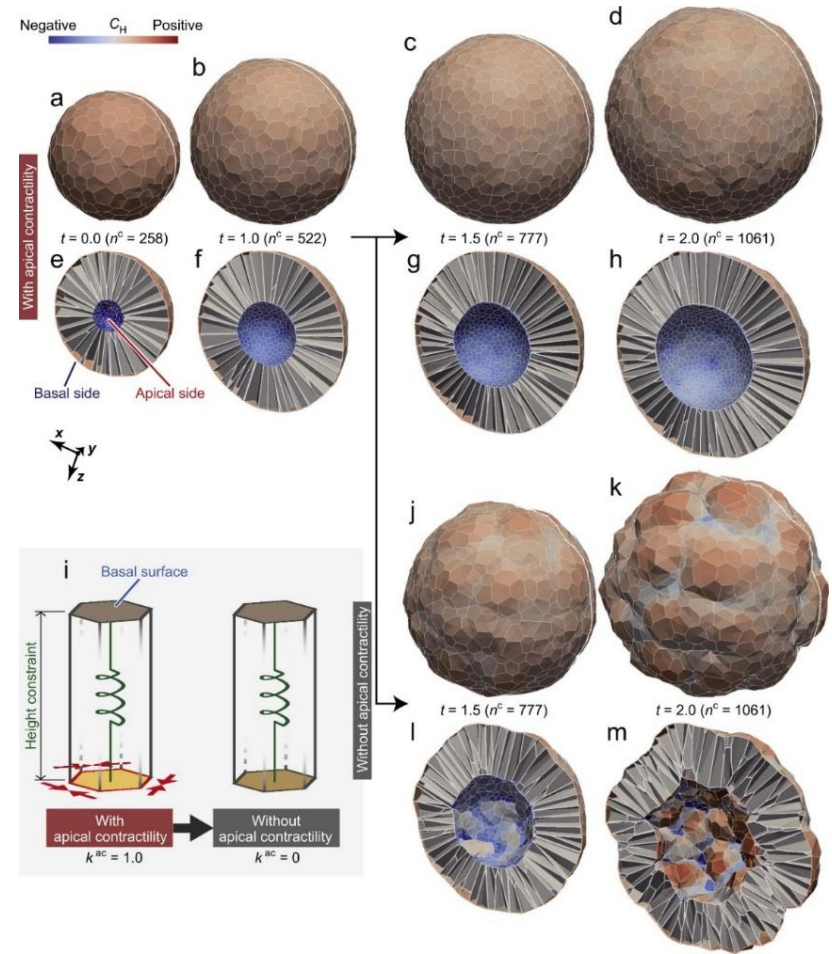 Negative C_H Positive
a
b
c
d
With apical contractility
t = 0.0 (n^c = 258)
t = 1.0 (n^c = 522)
t = 1.5 (n^c = 777)
t = 2.0 (n^c = 1061)
e
f
g
h
Basal side
Apical side
x
y
z
i
Basal surface
Height constraint
With
apical contractility
k^ac = 1.0
Without
apical contractility
k^ac = 0
Without apical contractility
j
k
t = 1.5 (n^c = 777)
t = 2.0 (n^c = 1061)
l
m